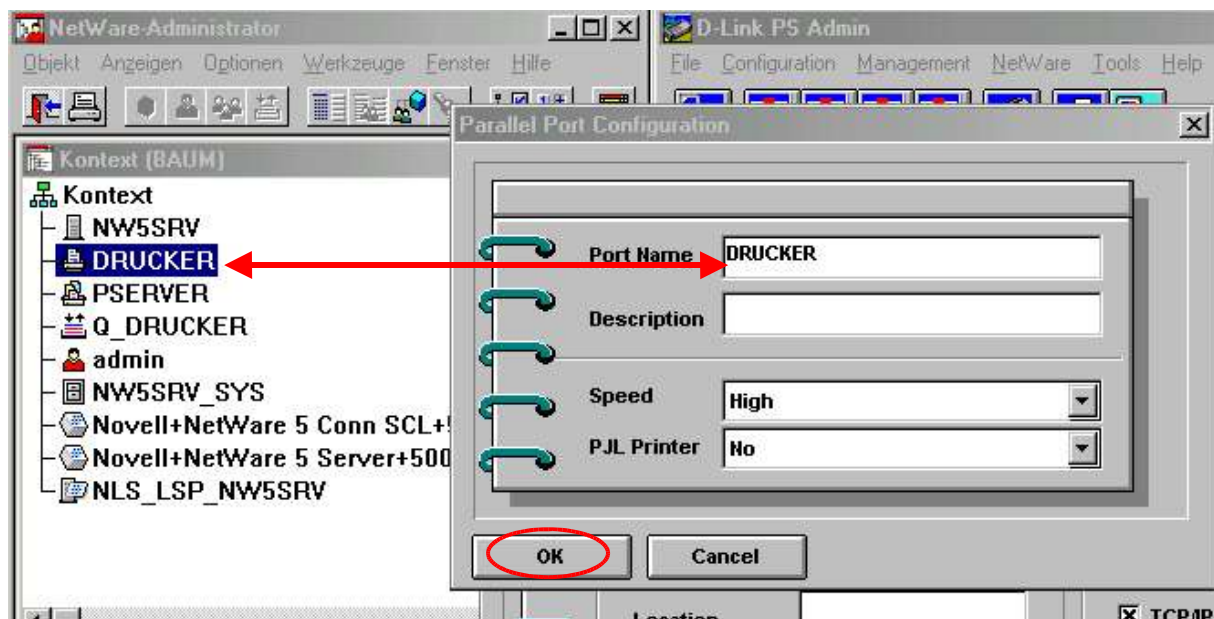 NetWare-Administrator
Objekt Anzeigen Optionen Werkzeuge Fenster Hilfe
Kontext (BAUM)
Kontext
NW5SRV
DRUCKER
PSERVER
Q_DRUCKER
admin
NW5SRV_SYS
Novell+NetWare 5 Conn SCL+
Novell+NetWare 5 Server+500
NLS_LSP_NW5SRV
D-Link PS Admin
File Configuration Management NetWare Tools Help
Parallel Port Configuration
Port Name DRUCKER
Description
Speed High
PJL Printer No
OK Cancel
Location
TCP/IP